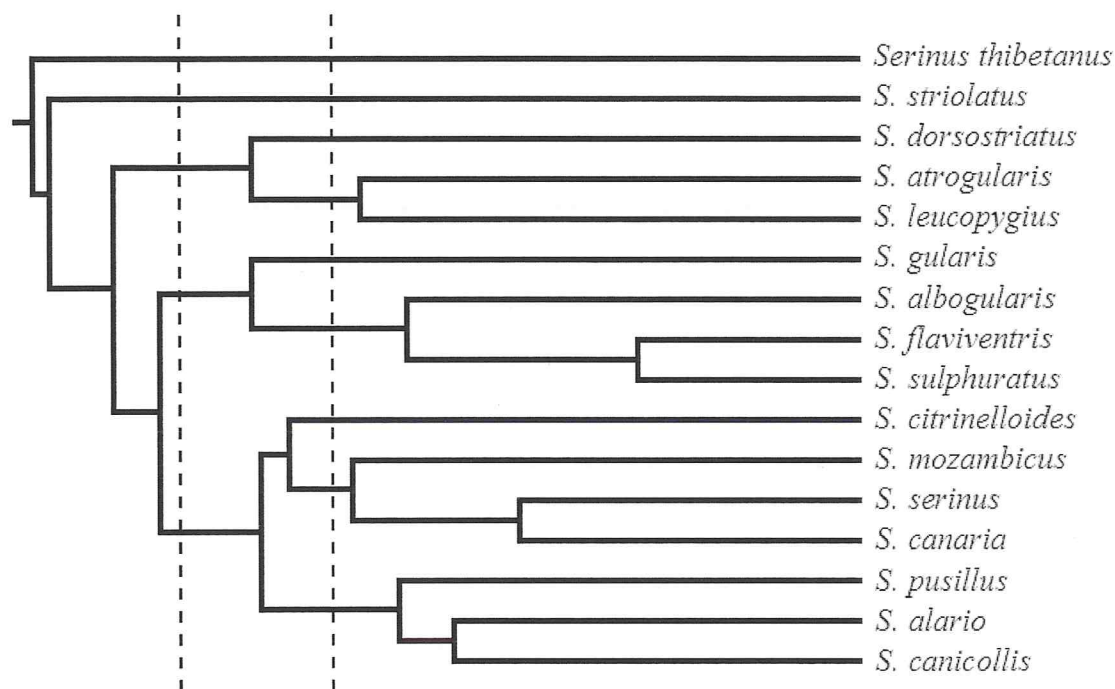 Serinus thibetanus
S. striolatus
S. dorsostriatus
S. atrogularis
S. leucopygius
S. gularis
S. albogularis
S. flaviventris
S. sulphuratus
S. citrinelloides
S. mozambicus
S. serinus
S. canaria
S. pusillus
S. alario
S. canicollis